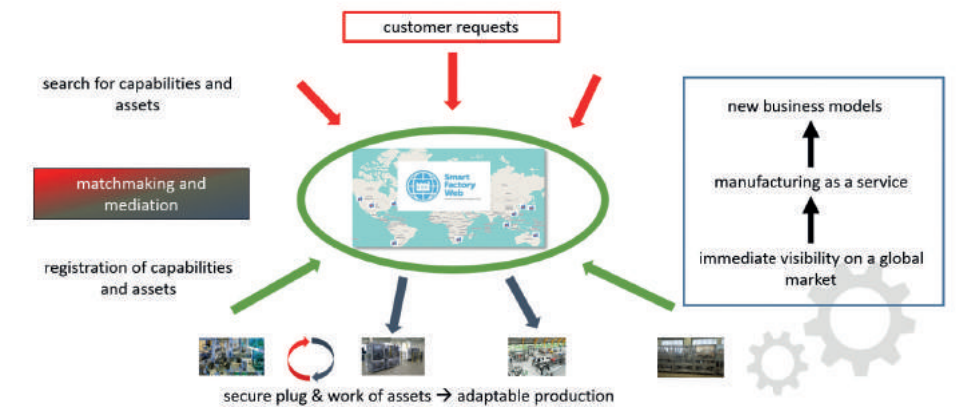 customer requests
search for capabilities and
assets
new business models
Smart
Factory
Web
matchmaking and
mediation
manufacturing as a service
registration of capabilities
and assets
immediate visibility on a global
market
secure plug & work of assets → adaptable production